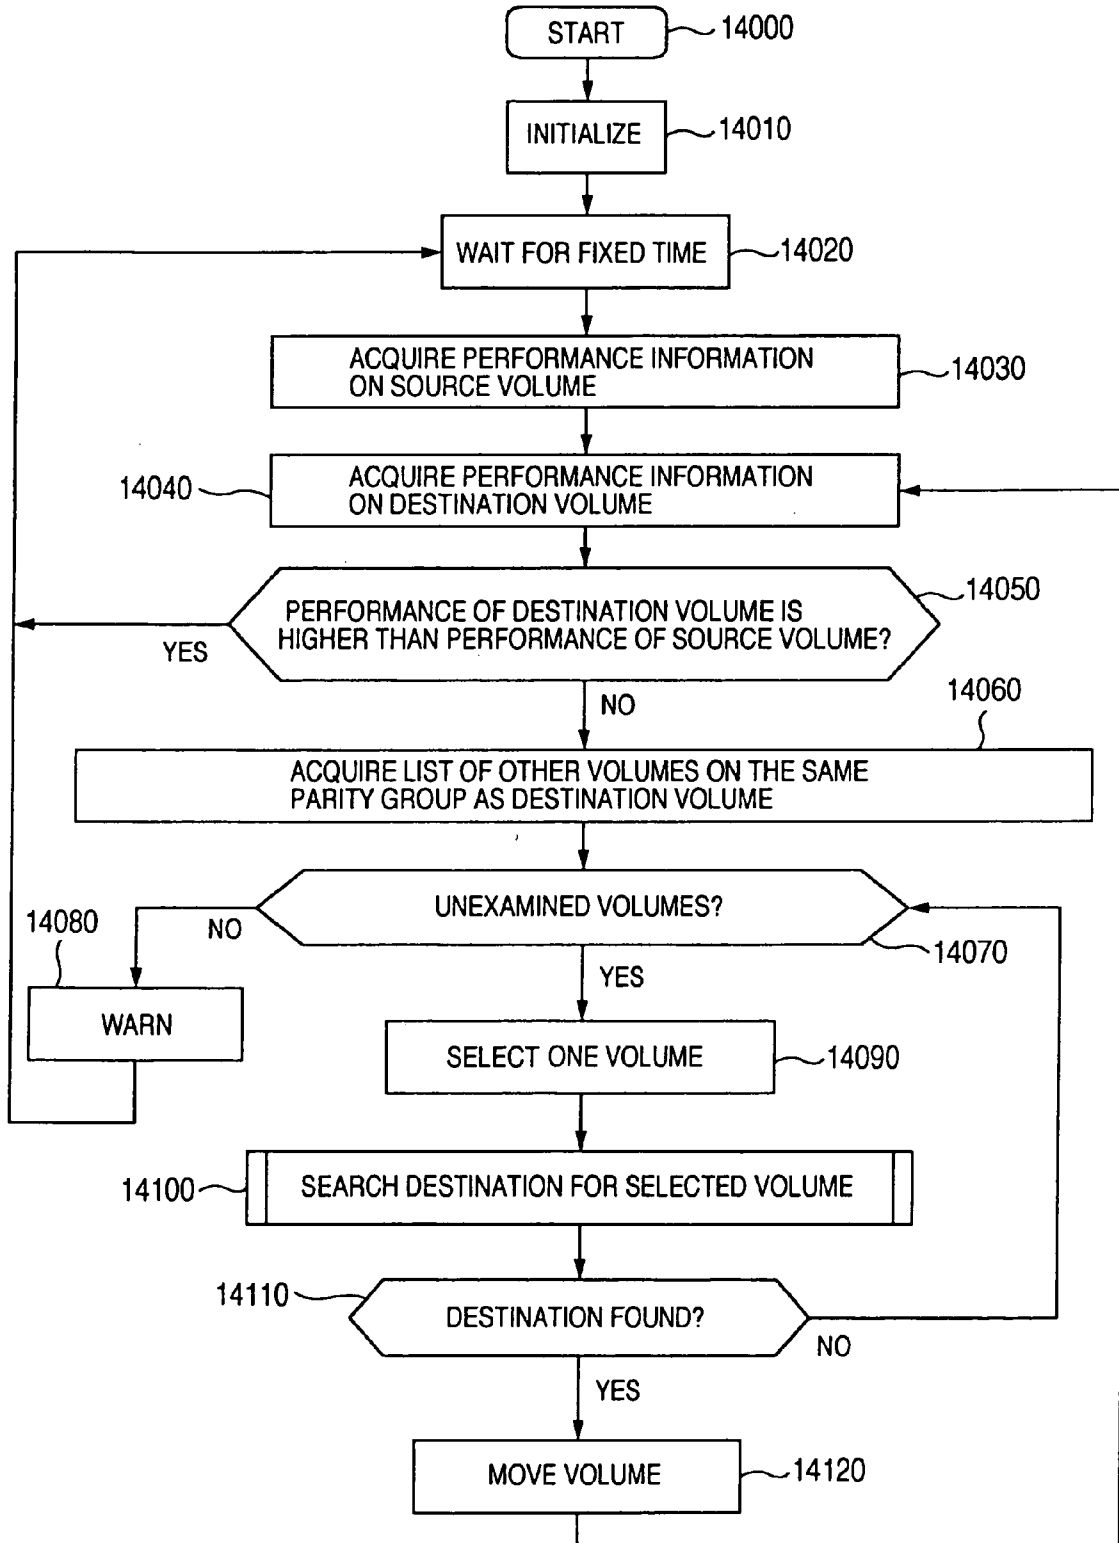 START
14000
INITIALIZE
14010
WAIT FOR FIXED TIME
14020
ACQUIRE PERFORMANCE INFORMATION
ON SOURCE VOLUME
14030
14040
ACQUIRE PERFORMANCE INFORMATION
ON DESTINATION VOLUME
14050
PERFORMANCE OF DESTINATION VOLUME IS
HIGHER THAN PERFORMANCE OF SOURCE VOLUME?
YES
NO
14060
ACQUIRE LIST OF OTHER VOLUMES ON THE SAME
PARITY GROUP AS DESTINATION VOLUME
UNEXAMINED VOLUMES?
14070
NO
14080
YES
WARN
SELECT ONE VOLUME
14090
14100
SEARCH DESTINATION FOR SELECTED VOLUME
14110
DESTINATION FOUND?
NO
YES
MOVE VOLUME
14120